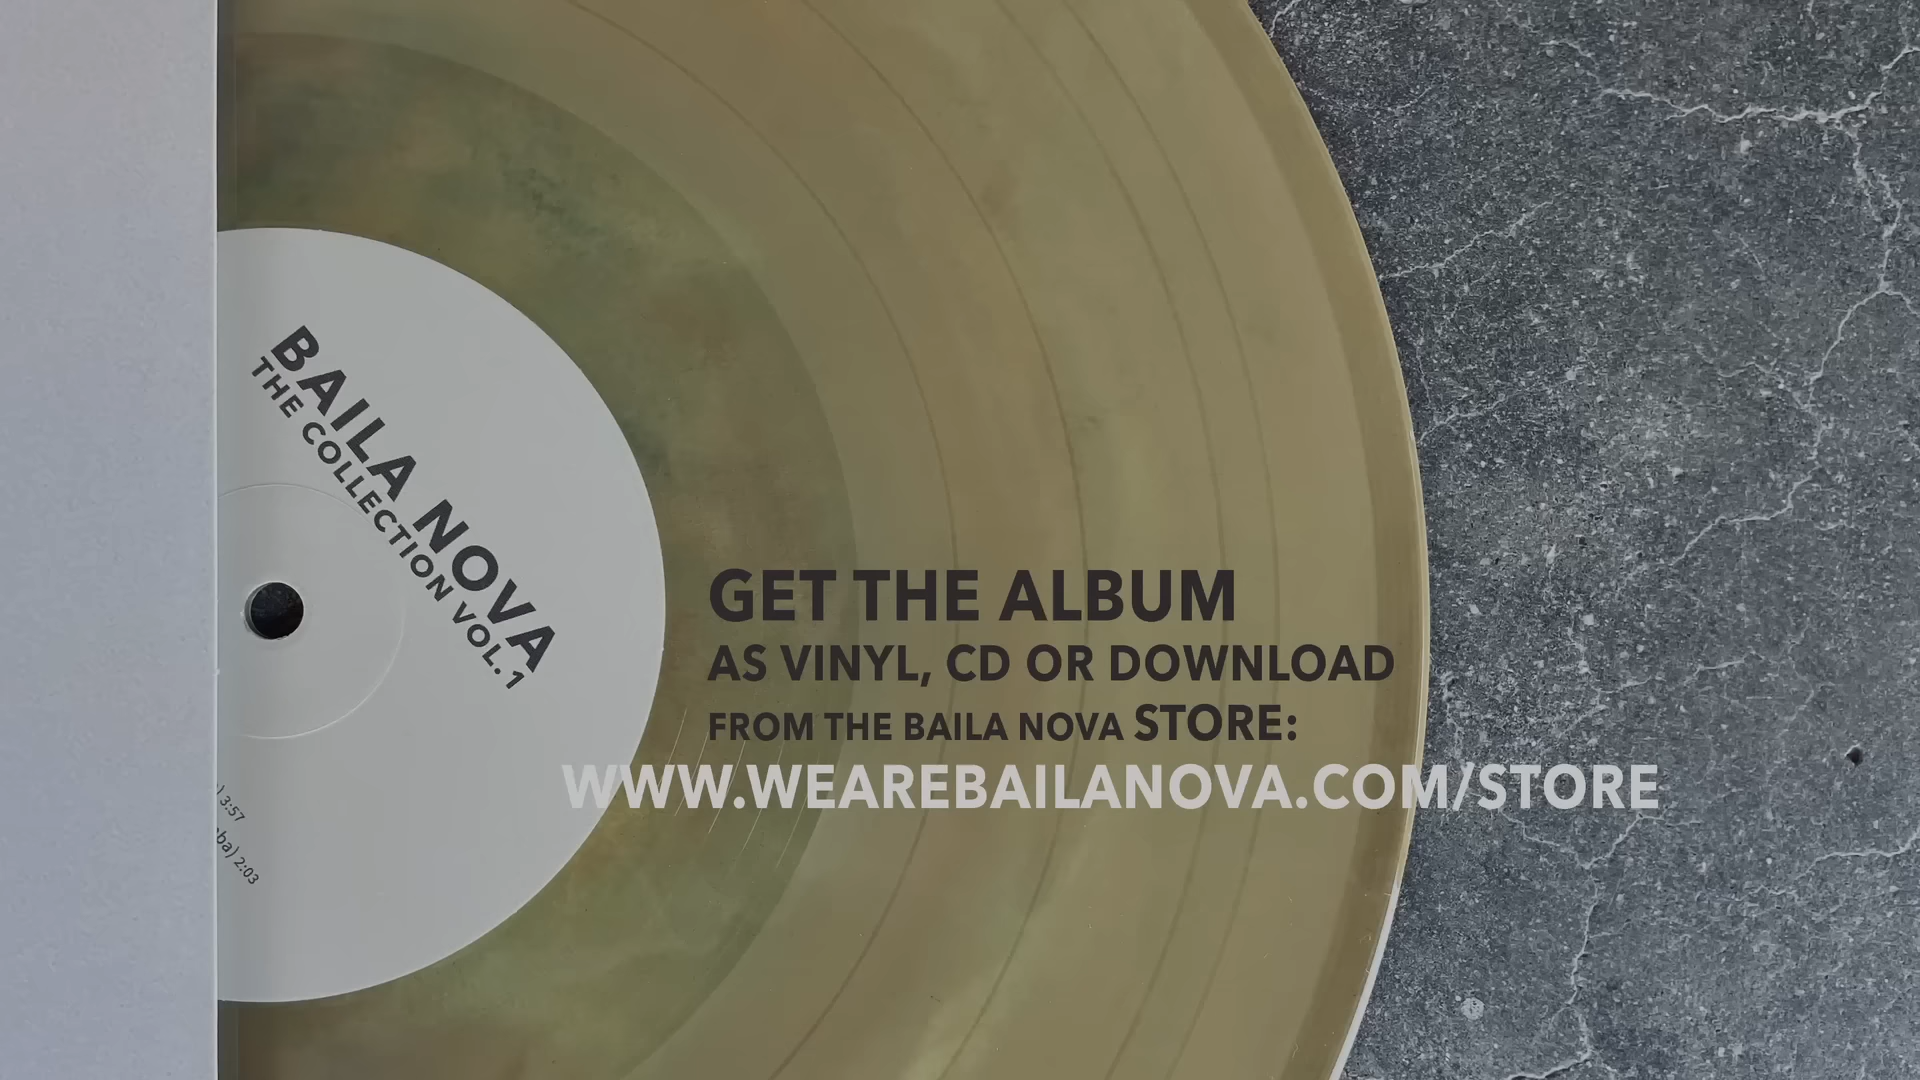 BAILA NOVA
THE COLLECTION VOL.1
) 3:57
ba) 2:03
GET THE ALBUM
AS VINYL, CD OR DOWNLOAD
FROM THE BAILA NOVA STORE:
WWW.WEAREBAILANOVA.COM/STORE